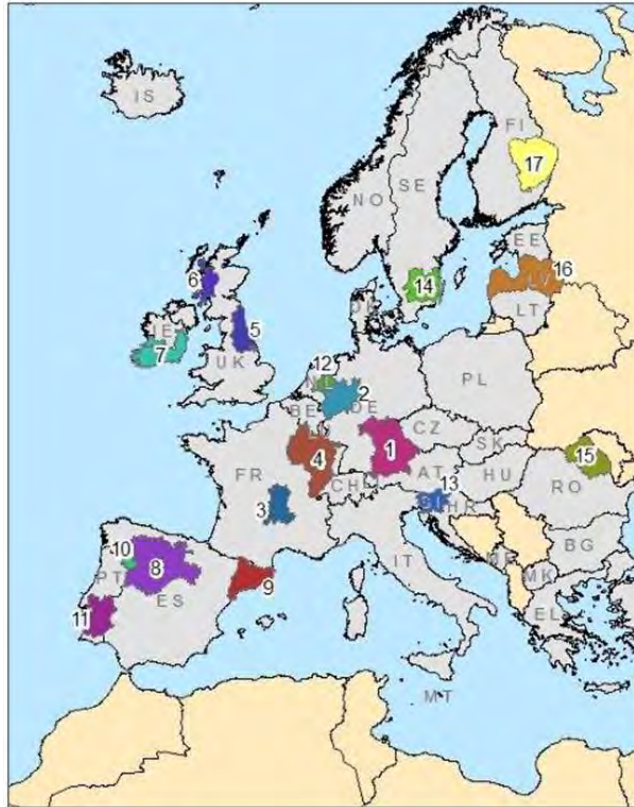 IS
FI
17
NO
SE
EE
16
LT
6
14
IE
5
7
UK
12
NL
2
PL
BE
DE
CZ
1
SK
4
FR
AT
15
CH
13
HU
RO
3
SI
HR
10
8
IT
BG
PT
ME
MK
9
ES
11
EL
MT